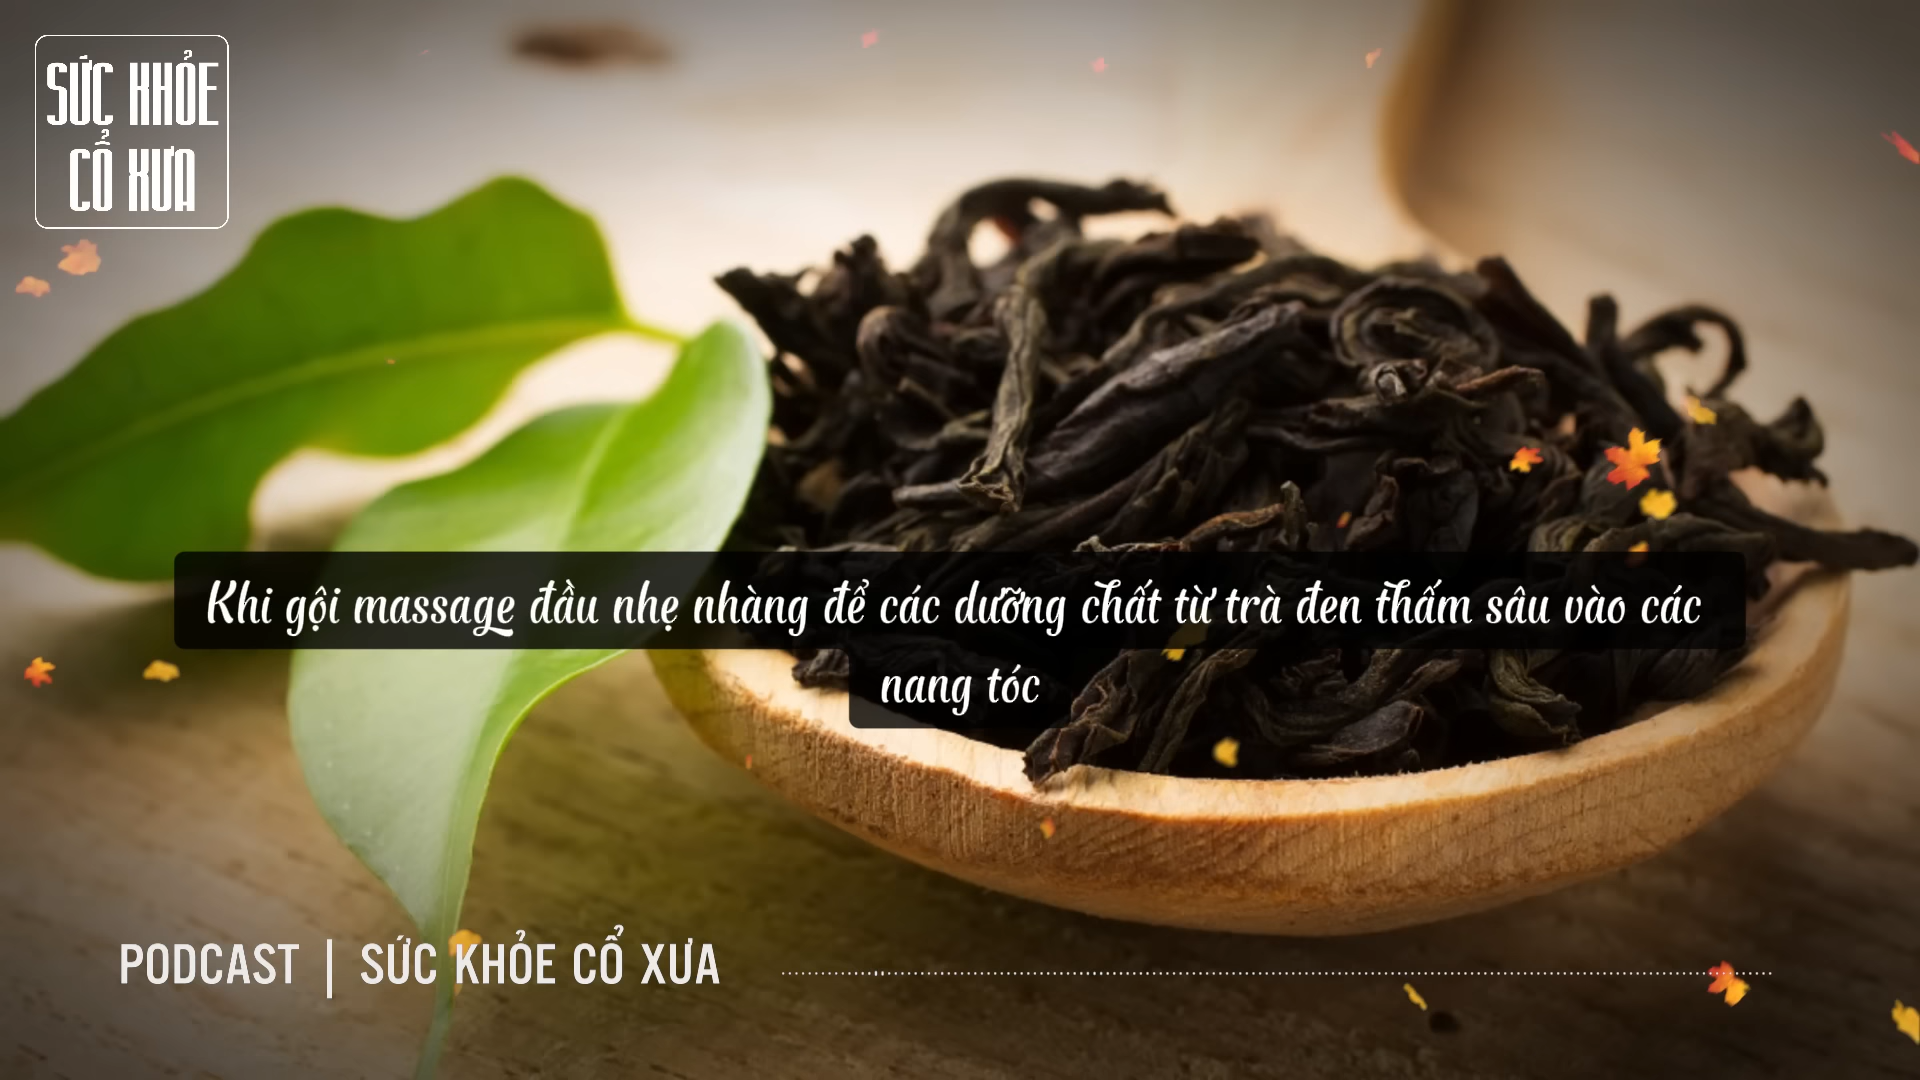 SỨC KHỎE
CỔ XƯA
Khi gội massage đầu nhẹ nhàng để các dưỡng chất từ trà đen thấm sâu vào các
nang tóc
PODCAST | SỨC KHỎE CỔ XƯA